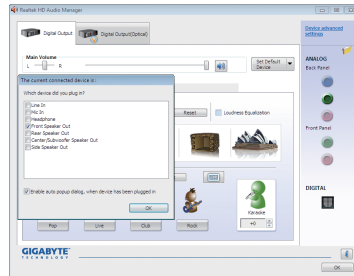 Realtek HD Audio Manager
Digital Output
Digital Output(Optical)
Device advanced
settings
Main Volume
L
R
Set Default
Device
ANALOG
Back Panel
The current connected device is:
Which device did you plug in?
Line In
Mic In
Headphone
Front Speaker Out
Rear Speaker Out
Center/Subwoofer Speaker Out
Side Speaker Out
Reset
Loudness Equalization
Front Panel
Enable auto popup dialog, when device has been plugged in
OK
DIGITAL
Karaoke
+0
Pop
Live
Club
Rock
GIGABYTE
TECHNOLOGY
OK